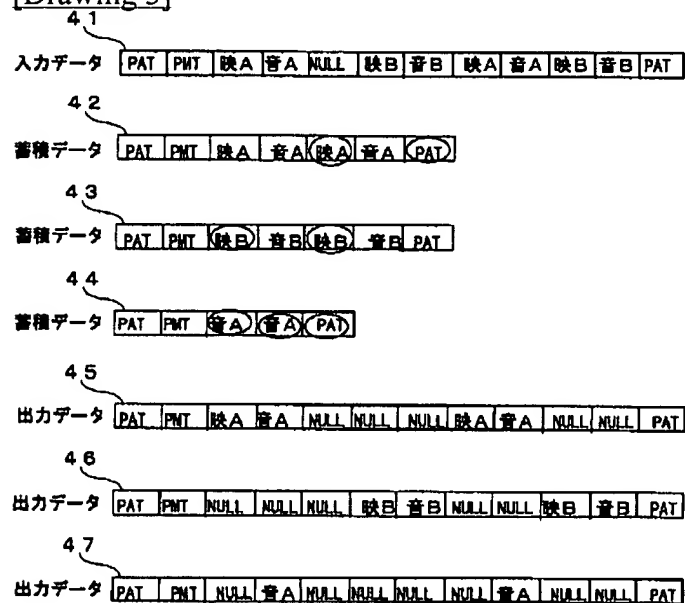 [Drawing 5]
41
入力データ PAT PMT 映A 音A NULL 映B 音B 映A 音A 映B 音B PAT
42
蓄積データ PAT PMT 映A 音A 映A 音A PAT
43
蓄積データ PAT PMT 映B 音B 映B 音B PAT
44
蓄積データ PAT PMT 音A 音A PAT
45
出力データ PAT PMT 映A 音A NULL NULL NULL 映A 音A NULL NULL PAT
46
出力データ PAT PMT NULL NULL NULL 映B 音B NULL NULL 映B 音B PAT
47
出力データ PAT PMT NULL 音A NULL NULL NULL NULL 音A NULL NULL PAT